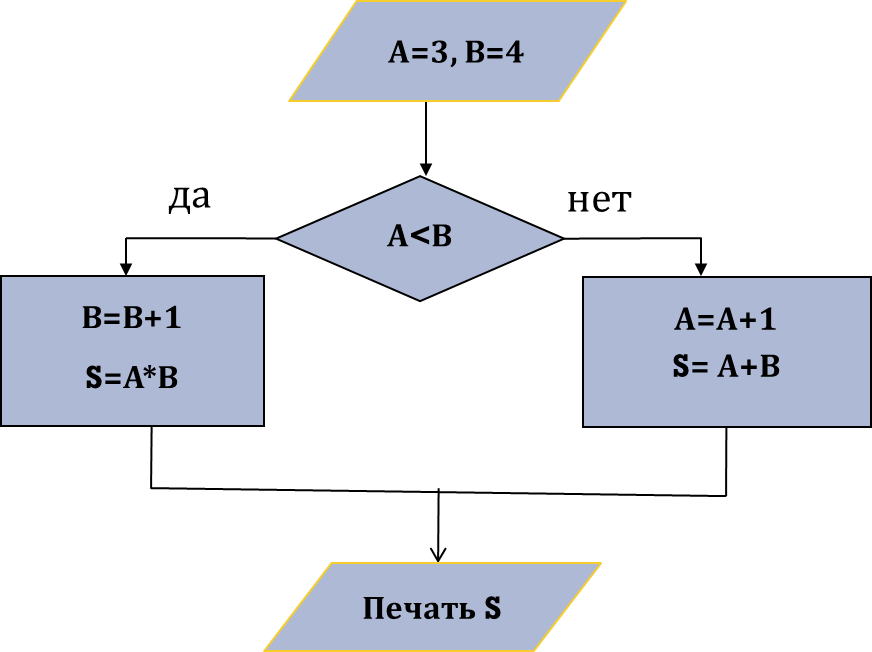 A=3, B=4
да
нет
A<B
B=B+1
S=A*B
A=A+1
S= A+B
Печать S